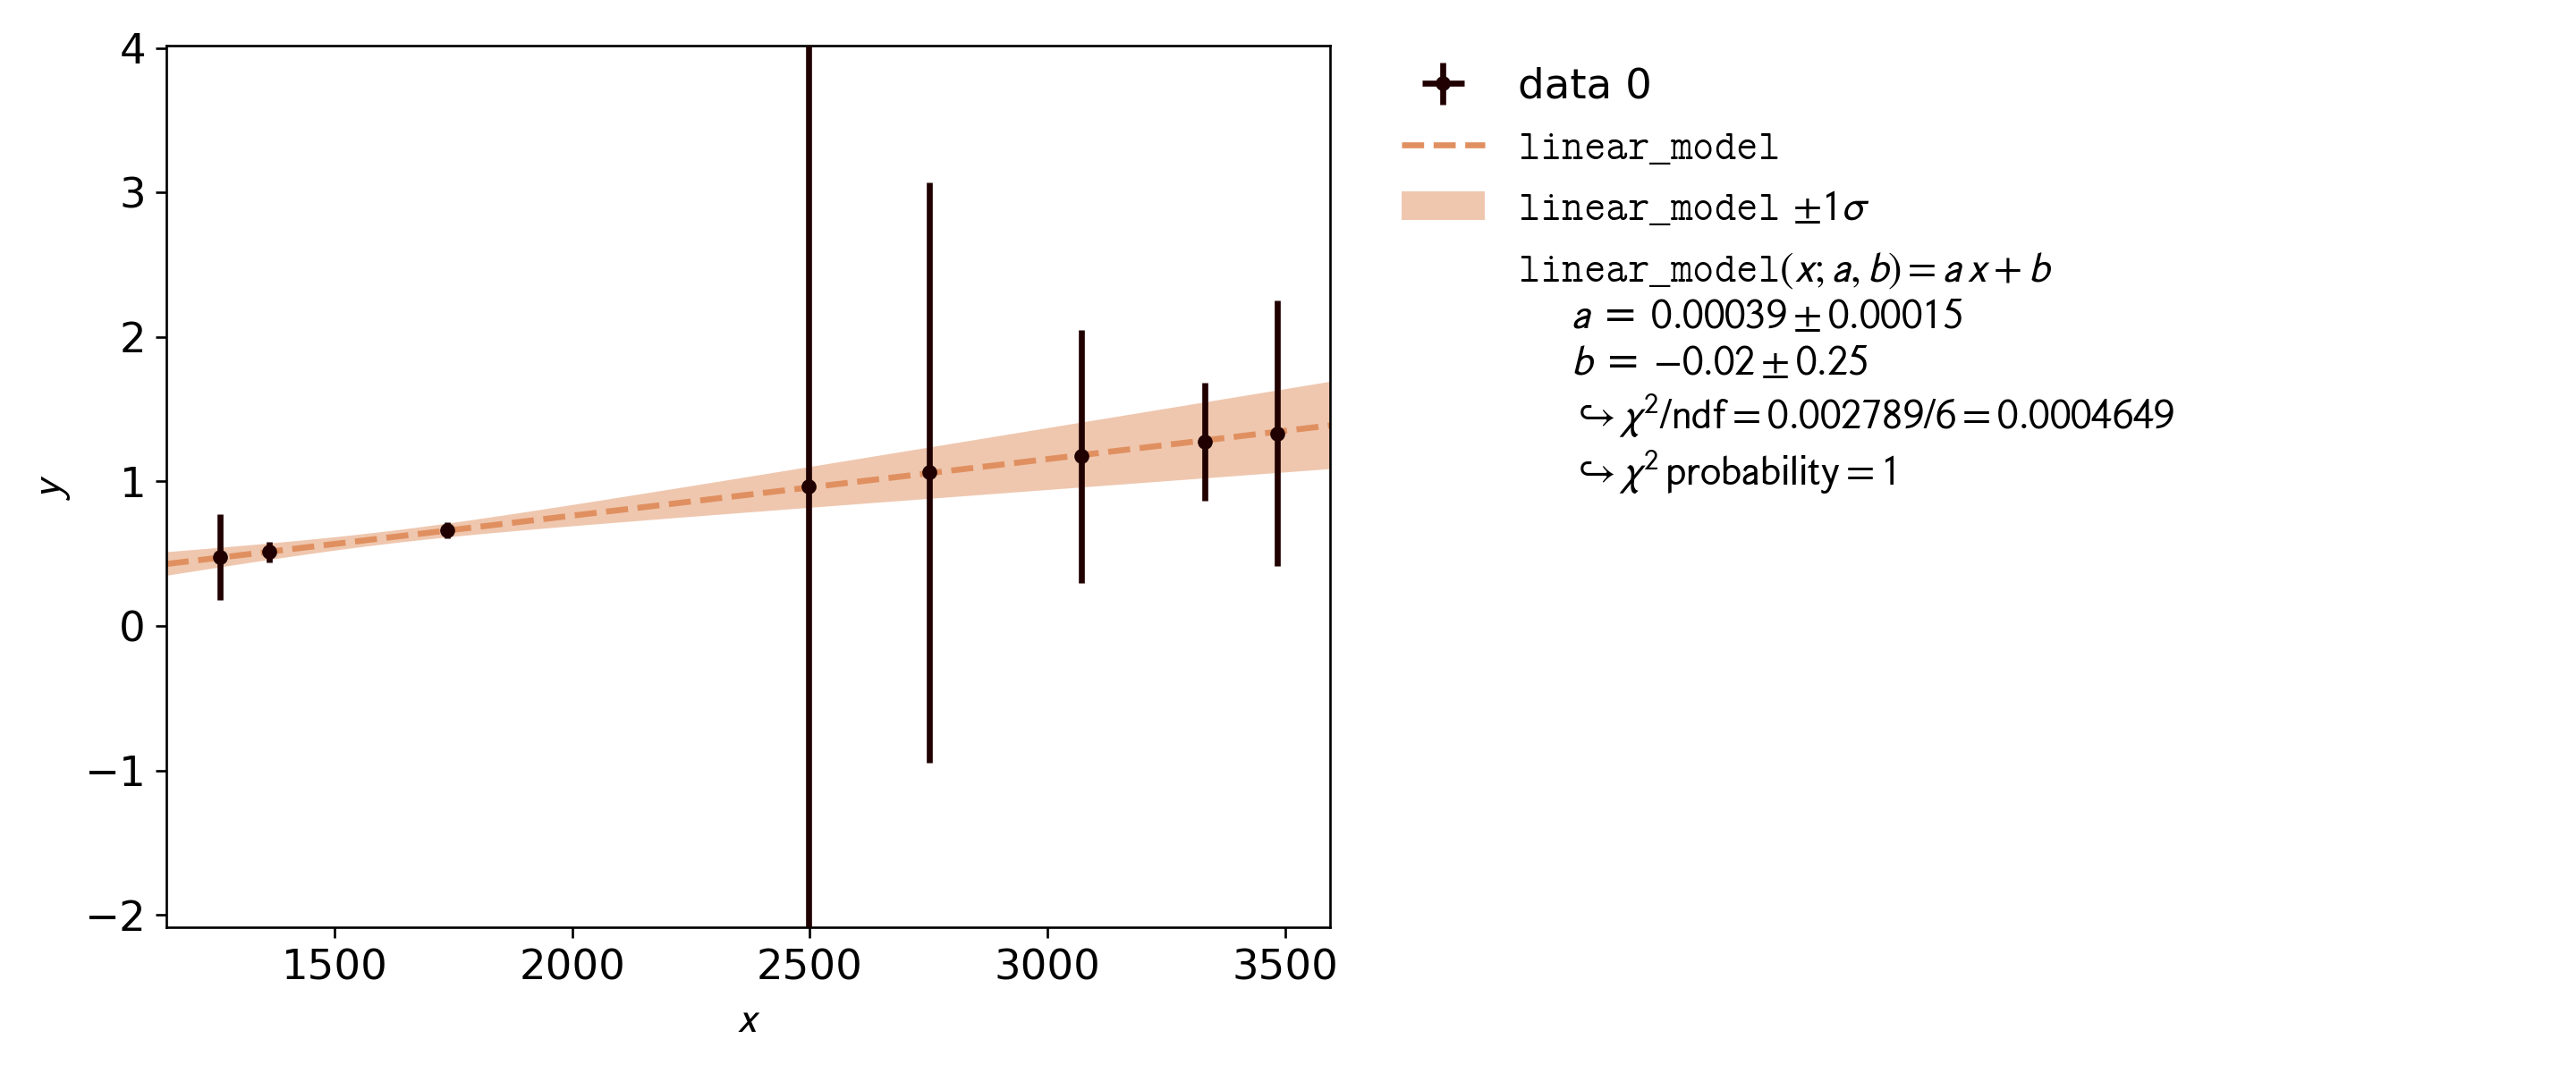 4
3
2
1
0
−1
−2
y
1500 2000 2500 3000 3500
x
data 0
linear_model
linear_model ±1σ
linear_model(x; a, b) = a x + b
a = 0.00039 ± 0.00015
b = −0.02 ± 0.25
↪ χ²/ndf = 0.002789/6 = 0.0004649
↪ χ² probability = 1